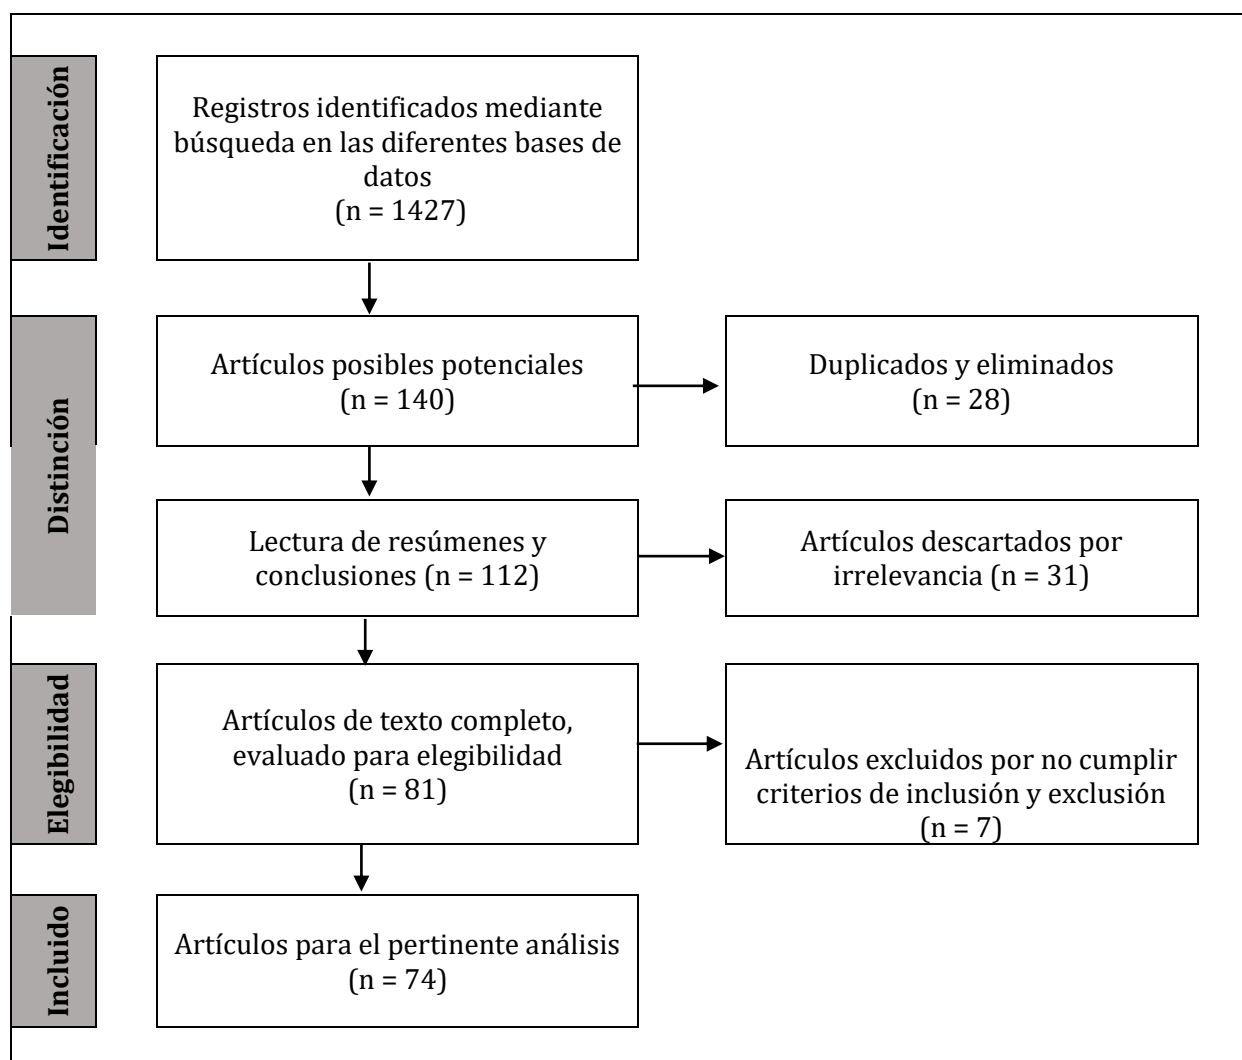 Identificación
Registros identificados mediante
búsqueda en las diferentes bases de
datos
(n = 1427)
Distinción
Artículos posibles potenciales
(n = 140)
Duplicados y eliminados
(n = 28)
Lectura de resúmenes y
conclusiones (n = 112)
Artículos descartados por
irrelevancia (n = 31)
Elegibilidad
Artículos de texto completo,
evaluado para elegibilidad
(n = 81)
Artículos excluidos por no cumplir
criterios de inclusión y exclusión
(n = 7)
Incluido
Artículos para el pertinente análisis
(n = 74)